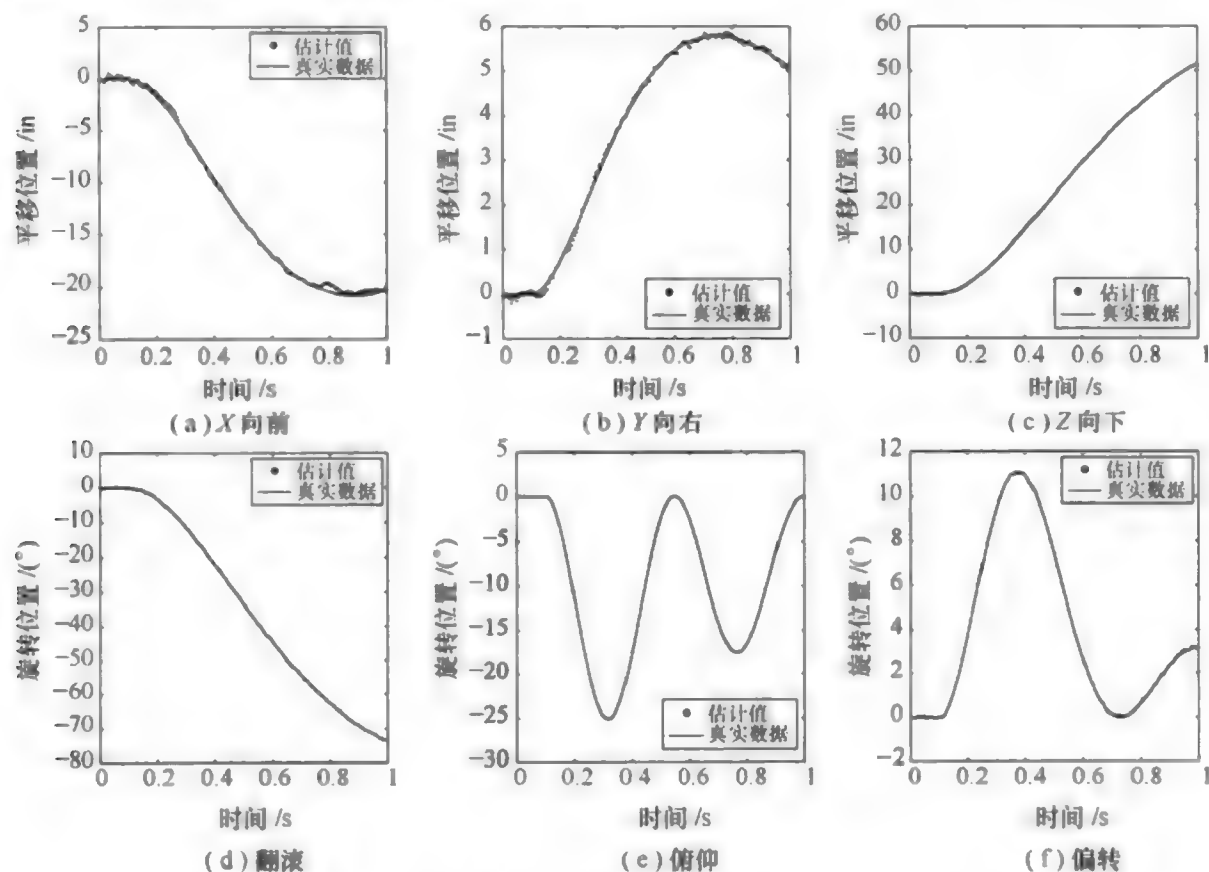 5
0
−5
−10
−15
−20
−25
平移位置 /in
估计值
真实数据
0 0.2 0.4 0.6 0.8 1
时间 /s
(a) X 向前
6
5
4
3
2
1
0
−1
平移位置 /in
估计值
真实数据
0 0.2 0.4 0.6 0.8 1
时间 /s
(b) Y 向右
60
50
40
30
20
10
0
−10
平移位置 /in
估计值
真实数据
0 0.2 0.4 0.6 0.8 1
时间 /s
(c) Z 向下
10
0
−10
−20
−30
−40
−50
−60
−70
−80
旋转位置 /(°)
估计值
真实数据
0 0.2 0.4 0.6 0.8 1
时间 /s
(d) 翻滚
5
0
−5
−10
−15
−20
−25
−30
旋转位置 /(°)
估计值
真实数据
0 0.2 0.4 0.6 0.8 1
时间 /s
(e) 俯仰
12
10
8
6
4
2
0
−2
旋转位置 /(°)
估计值
真实数据
0 0.2 0.4 0.6 0.8 1
时间 /s
(f) 偏转